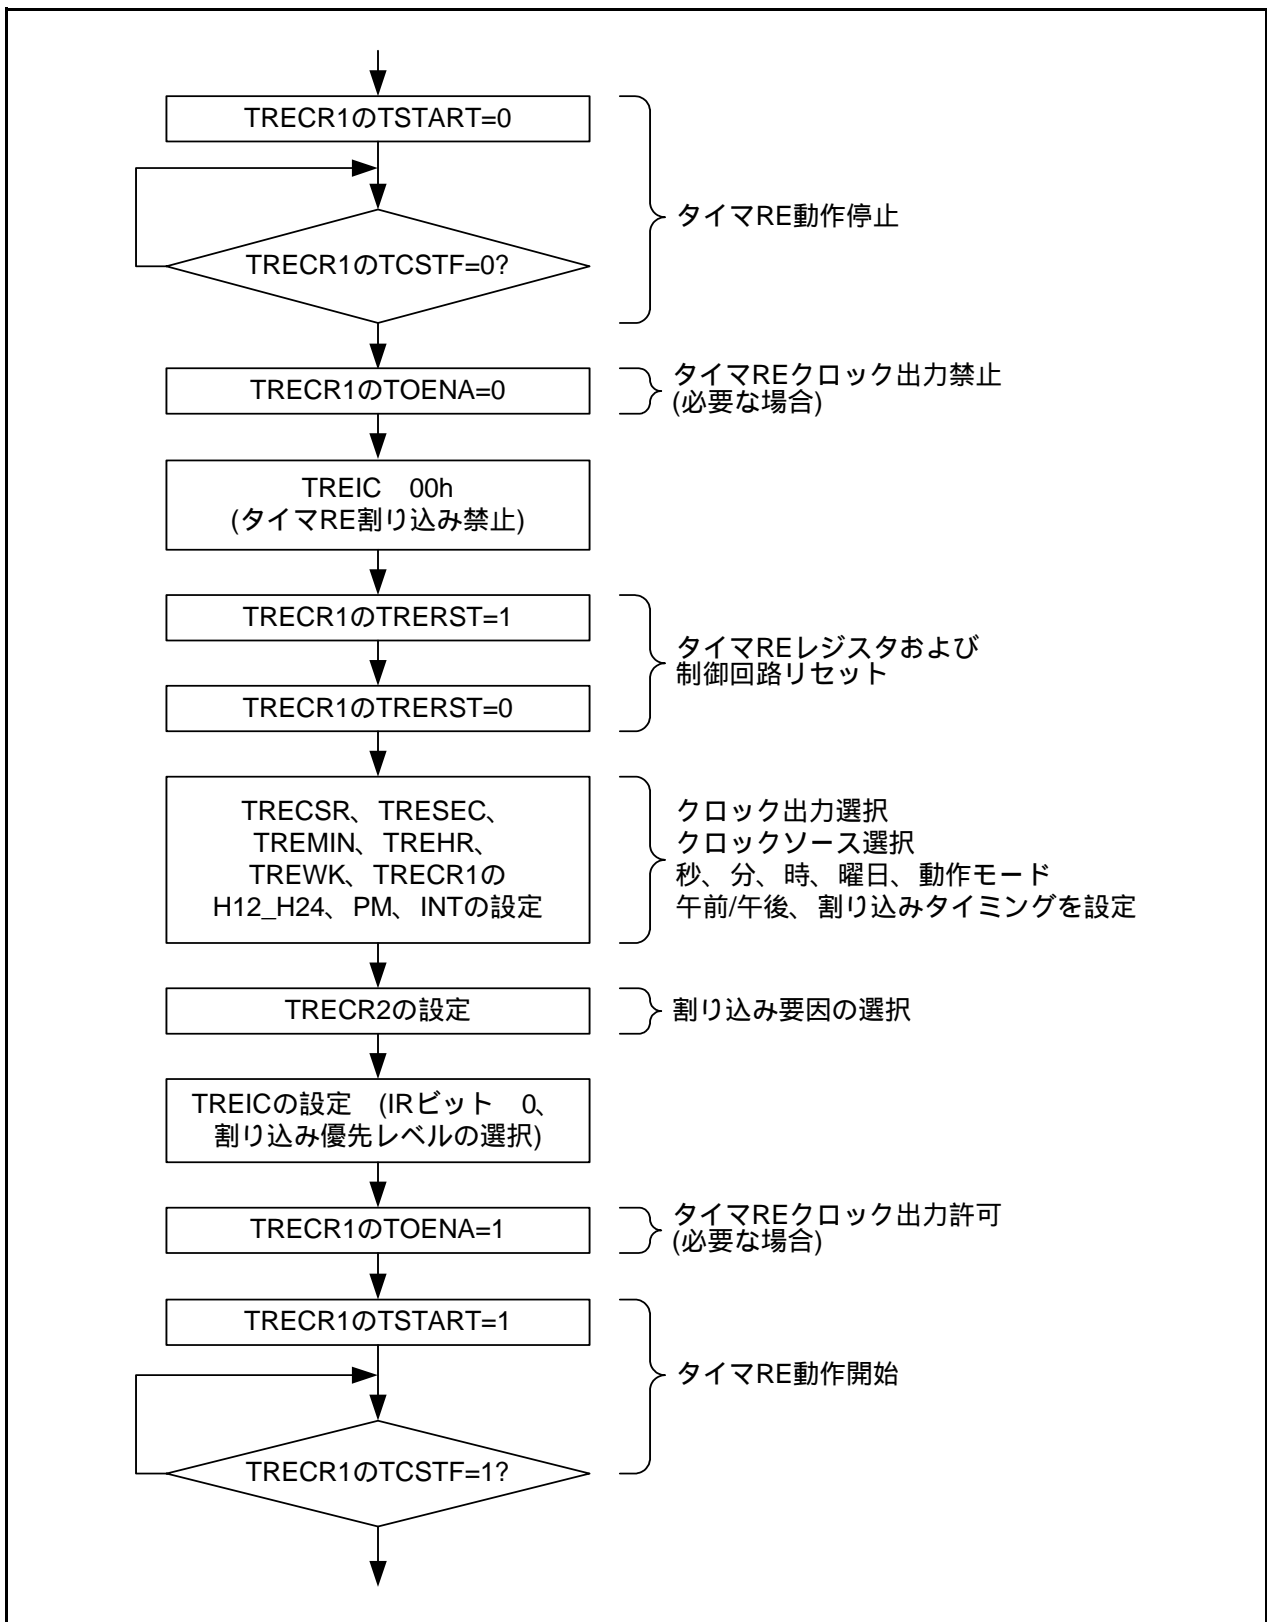 TRECR1のTSTART=0
TRECR1のTCSTF=0?
タイマRE動作停止
TRECR1のTOENA=0
タイマREクロック出力禁止
(必要な場合)
TREIC 00h
(タイマRE割り込み禁止)
TRECR1のTRERST=1
TRECR1のTRERST=0
タイマREレジスタおよび
制御回路リセット
TRECSR、TRESEC、
TREMIN、TREHR、
TREWK、TRECR1の
H12_H24、PM、INTの設定
クロック出力選択
クロックソース選択
秒、分、時、曜日、動作モード
午前/午後、割り込みタイミングを設定
TRECR2の設定
割り込み要因の選択
TREICの設定 (IRビット 0、
割り込み優先レベルの選択)
TRECR1のTOENA=1
タイマREクロック出力許可
(必要な場合)
TRECR1のTSTART=1
TRECR1のTCSTF=1?
タイマRE動作開始